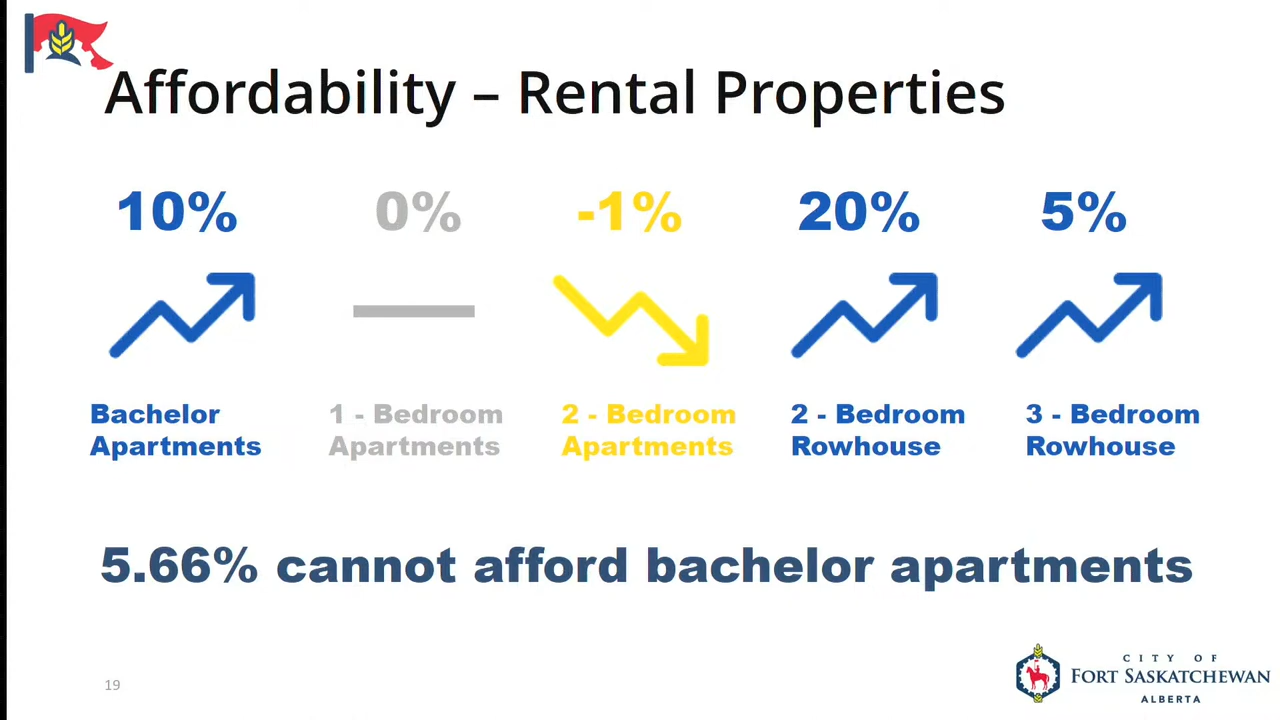 Affordability – Rental Properties
10% 0% -1% 20% 5%
Bachelor Apartments
1 - Bedroom Apartments
2 - Bedroom Apartments
2 - Bedroom Rowhouse
3 - Bedroom Rowhouse
5.66% cannot afford bachelor apartments
19
CITY OF
FORT SASKATCHEWAN
ALBERTA